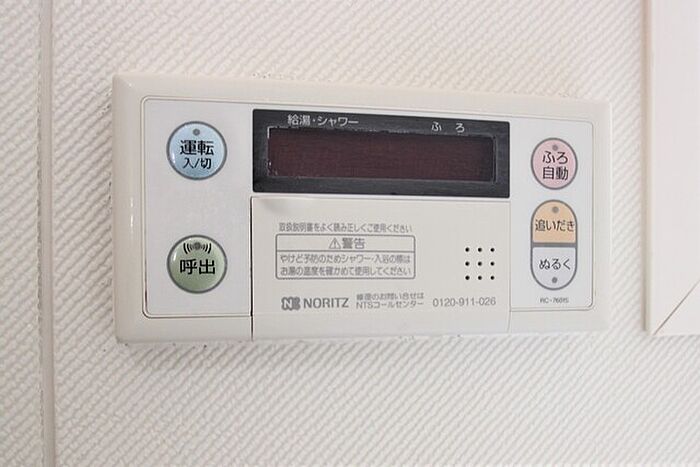 給湯・シャワー ふろ
運転
入/切
呼出
取扱説明書をよく読み正しくご使用ください
⚠警告
やけど予防のためシャワー・入浴の際は
お湯の温度を確かめて使用してください
NORITZ
修理のお問い合せは
NTSコールセンター 0120-911-026
ふろ
自動
追いだき
ぬるく
RC-7601S